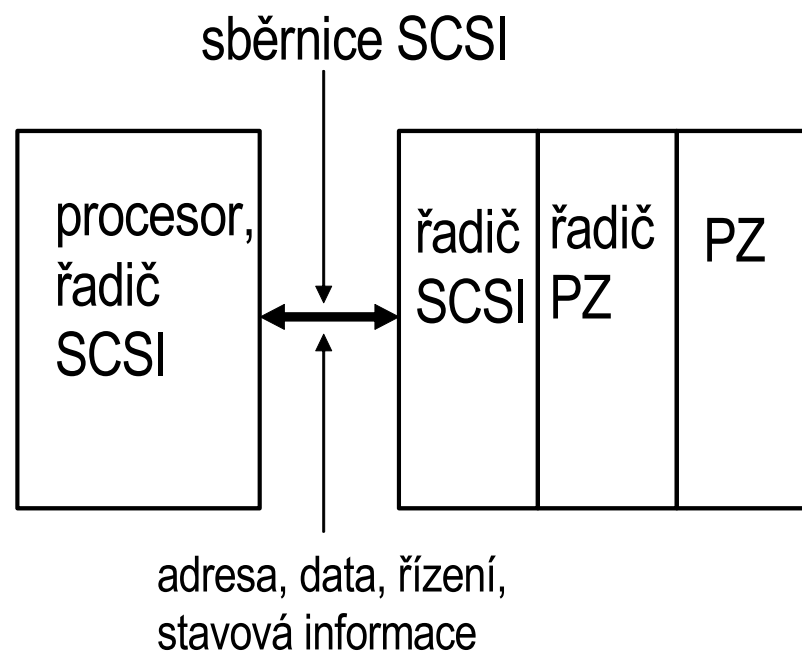 sběrnice SCSI
procesor,
řadič
SCSI
řadič
SCSI
řadič
PZ
PZ
adresa, data, řízení,
stavová informace